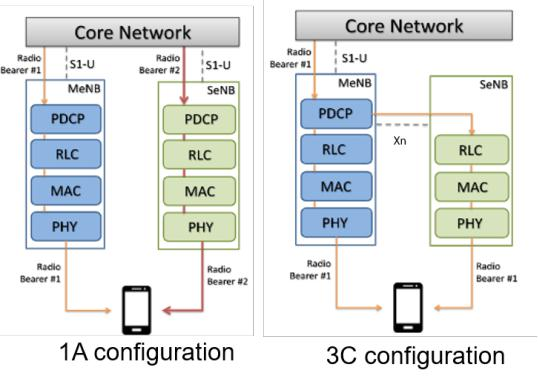 Core Network
Radio
Bearer #1
S1-U
Radio
Bearer #2
S1-U
MeNB
PDCP
RLC
MAC
PHY
SeNB
PDCP
RLC
MAC
PHY
Radio
Bearer #1
Radio
Bearer #2
1A configuration
Core Network
Radio
Bearer #1
S1-U
MeNB
PDCP
RLC
MAC
PHY
Xn
SeNB
RLC
MAC
PHY
Radio
Bearer #1
Radio
Bearer #1
3C configuration